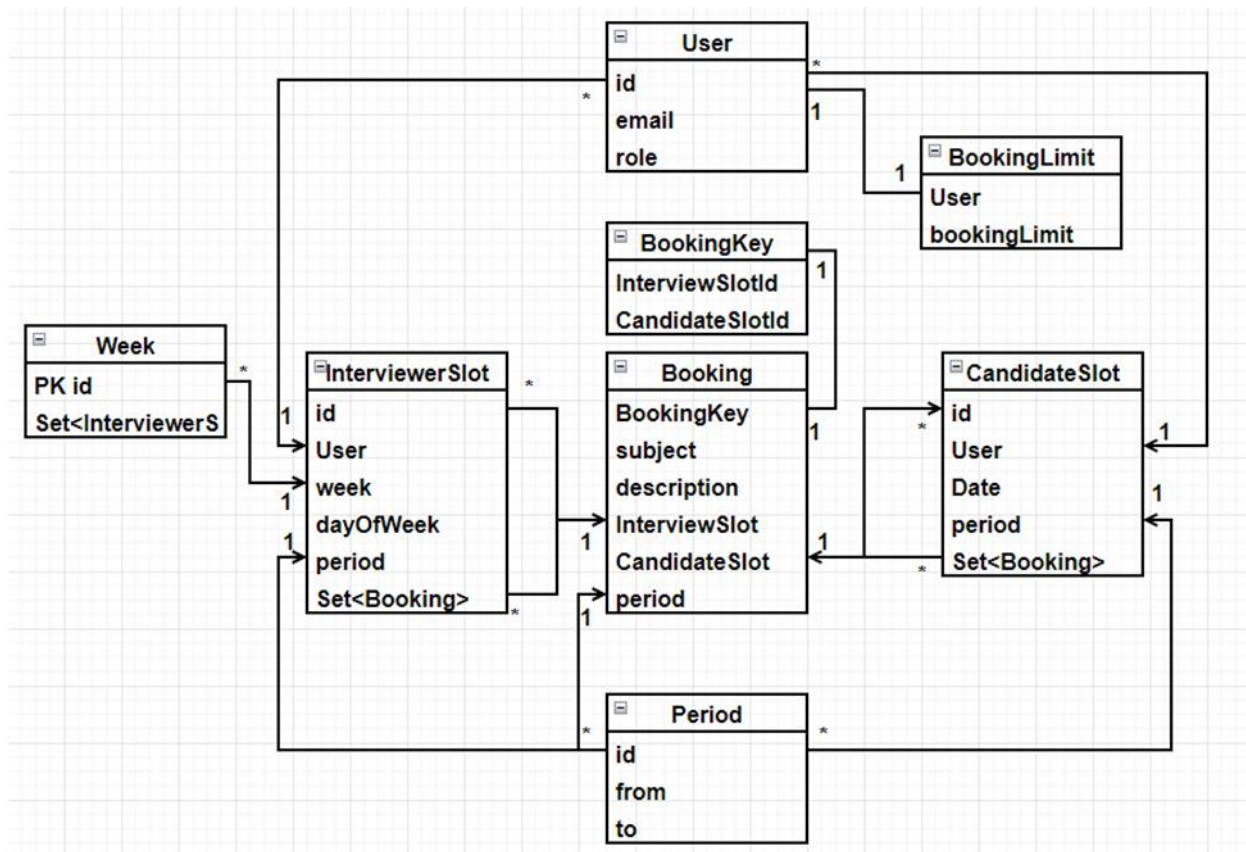 User
id
email
role
*
*
1
BookingLimit
1
User
bookingLimit
BookingKey
InterviewSlotId
CandidateSlotId
1
Week
PK id
Set<InterviewerS
*
InterviewerSlot
id
User
week
dayOfWeek
period
Set<Booking>
1
1
1
*
*
Booking
BookingKey
subject
description
InterviewSlot
CandidateSlot
period
1
1
1
1
CandidateSlot
id
User
Date
period
Set<Booking>
*
*
1
1
Period
id
from
to
*
*